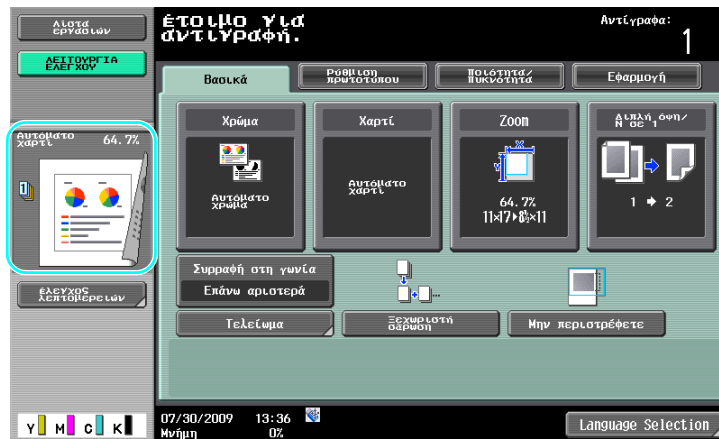 Λίστα
εργασιών
ΛΕΙΤΟΥΡΓΙΑ
ΕΛΕΓΧΟΥ
Αυτόματο
χαρτί
64.7%
Έλεγχος
λεπτομερειών
Y M C K
Έτοιμο για
αντιγραφή.
Αντίγραφα:
1
Βασικά
Ρύθμιση
πρωτοτύπου
Ποιότητα/
Πυκνότητα
Εφαρμογή
Χρώμα
Αυτόματο
χρώμα
Χαρτί
Αυτόματο
χαρτί
Zoom
64.7%
11×17▸8½×11
Διπλή όψη/
N σε 1
1 ➧ 2
Συρραφή στη γωνία
Επάνω αριστερά
Τελείωμα
Ξεχωριστή
σάρωση
Μην περιστρέφετε
07/30/2009 13:36
Μνήμη 0%
Language Selection